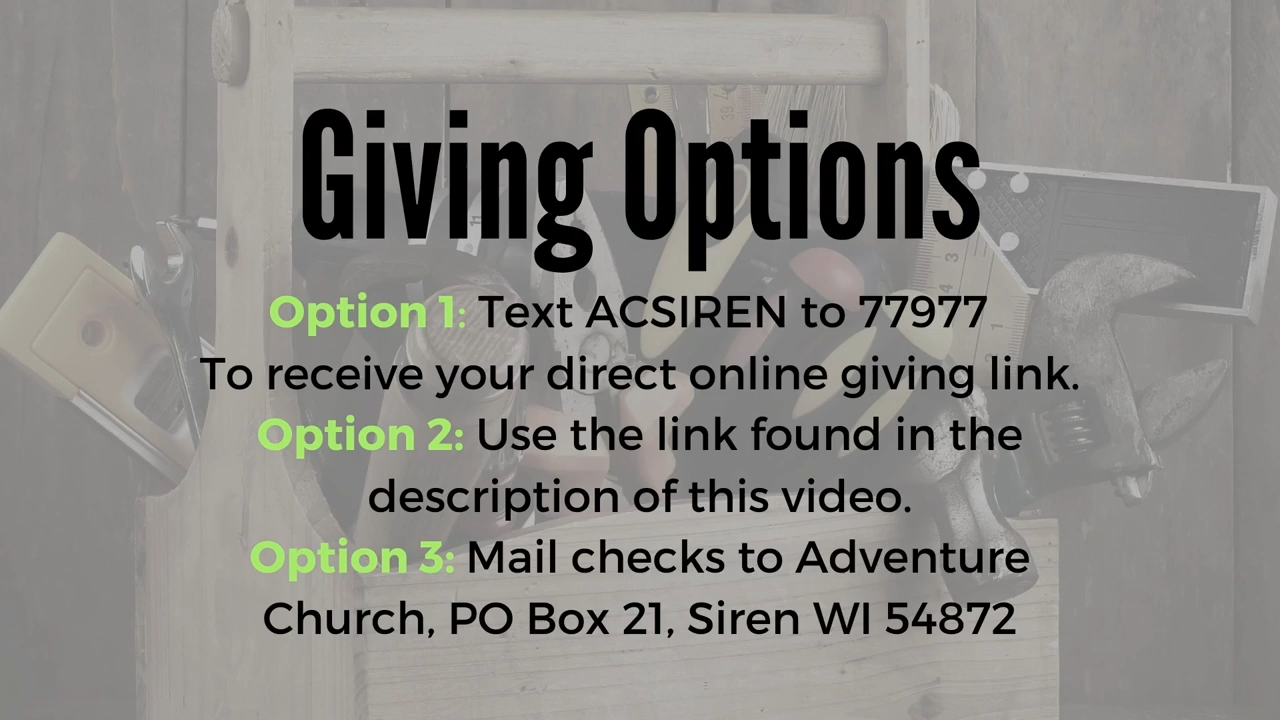 Giving Options
Option 1: Text ACSIREN to 77977
To receive your direct online giving link.
Option 2: Use the link found in the
description of this video.
Option 3: Mail checks to Adventure
Church, PO Box 21, Siren WI 54872